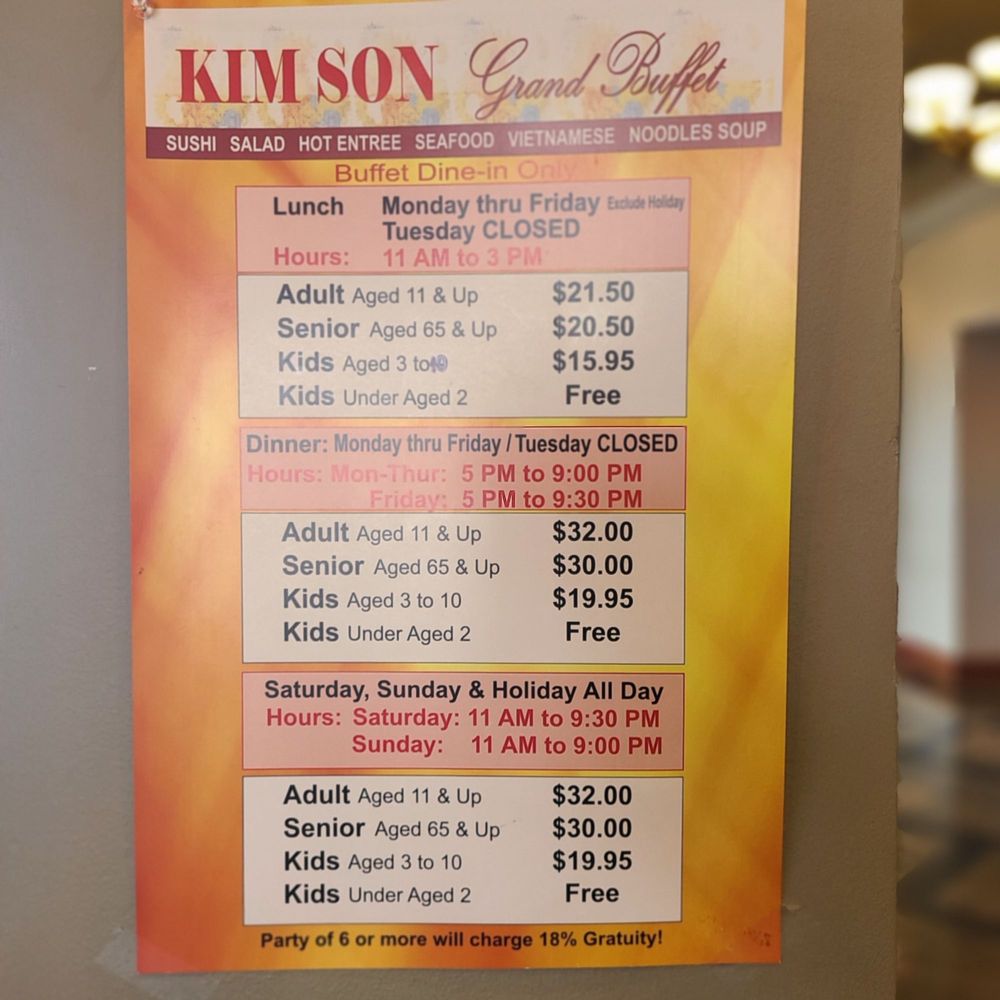 KIM SON Grand Buffet
SUSHI SALAD HOT ENTREE SEAFOOD VIETNAMESE NOODLES SOUP
Buffet Dine-in Only
Lunch Monday thru Friday Exclude Holiday
Tuesday CLOSED
Hours: 11 AM to 3 PM
Adult Aged 11 & Up $21.50
Senior Aged 65 & Up $20.50
Kids Aged 3 to 10 $15.95
Kids Under Aged 2 Free
Dinner: Monday thru Friday / Tuesday CLOSED
Hours: Mon-Thur: 5 PM to 9:00 PM
Friday: 5 PM to 9:30 PM
Adult Aged 11 & Up $32.00
Senior Aged 65 & Up $30.00
Kids Aged 3 to 10 $19.95
Kids Under Aged 2 Free
Saturday, Sunday & Holiday All Day
Hours: Saturday: 11 AM to 9:30 PM
Sunday: 11 AM to 9:00 PM
Adult Aged 11 & Up $32.00
Senior Aged 65 & Up $30.00
Kids Aged 3 to 10 $19.95
Kids Under Aged 2 Free
Party of 6 or more will charge 18% Gratuity!